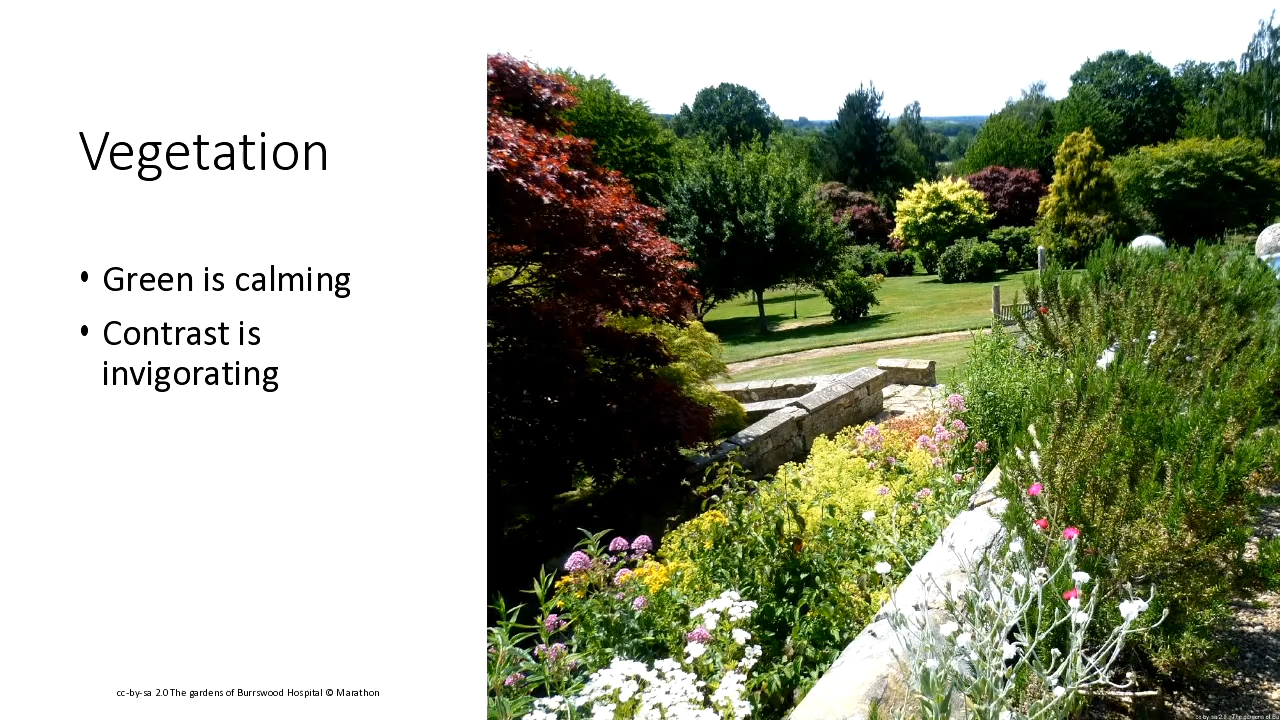 Vegetation
• Green is calming
• Contrast is
invigorating
cc-by-sa 2.0 The gardens of Burrswood Hospital © Marathon